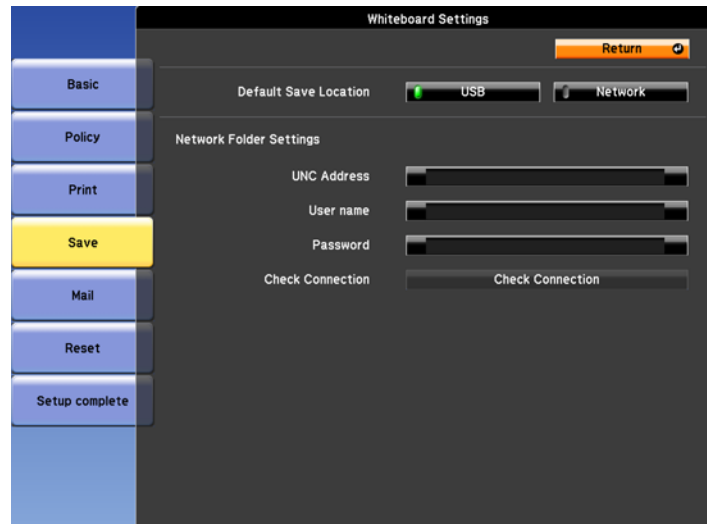 Whiteboard Settings
Return
Basic
Policy
Print
Save
Mail
Reset
Setup complete
Default Save Location
USB
Network
Network Folder Settings
UNC Address
User name
Password
Check Connection
Check Connection